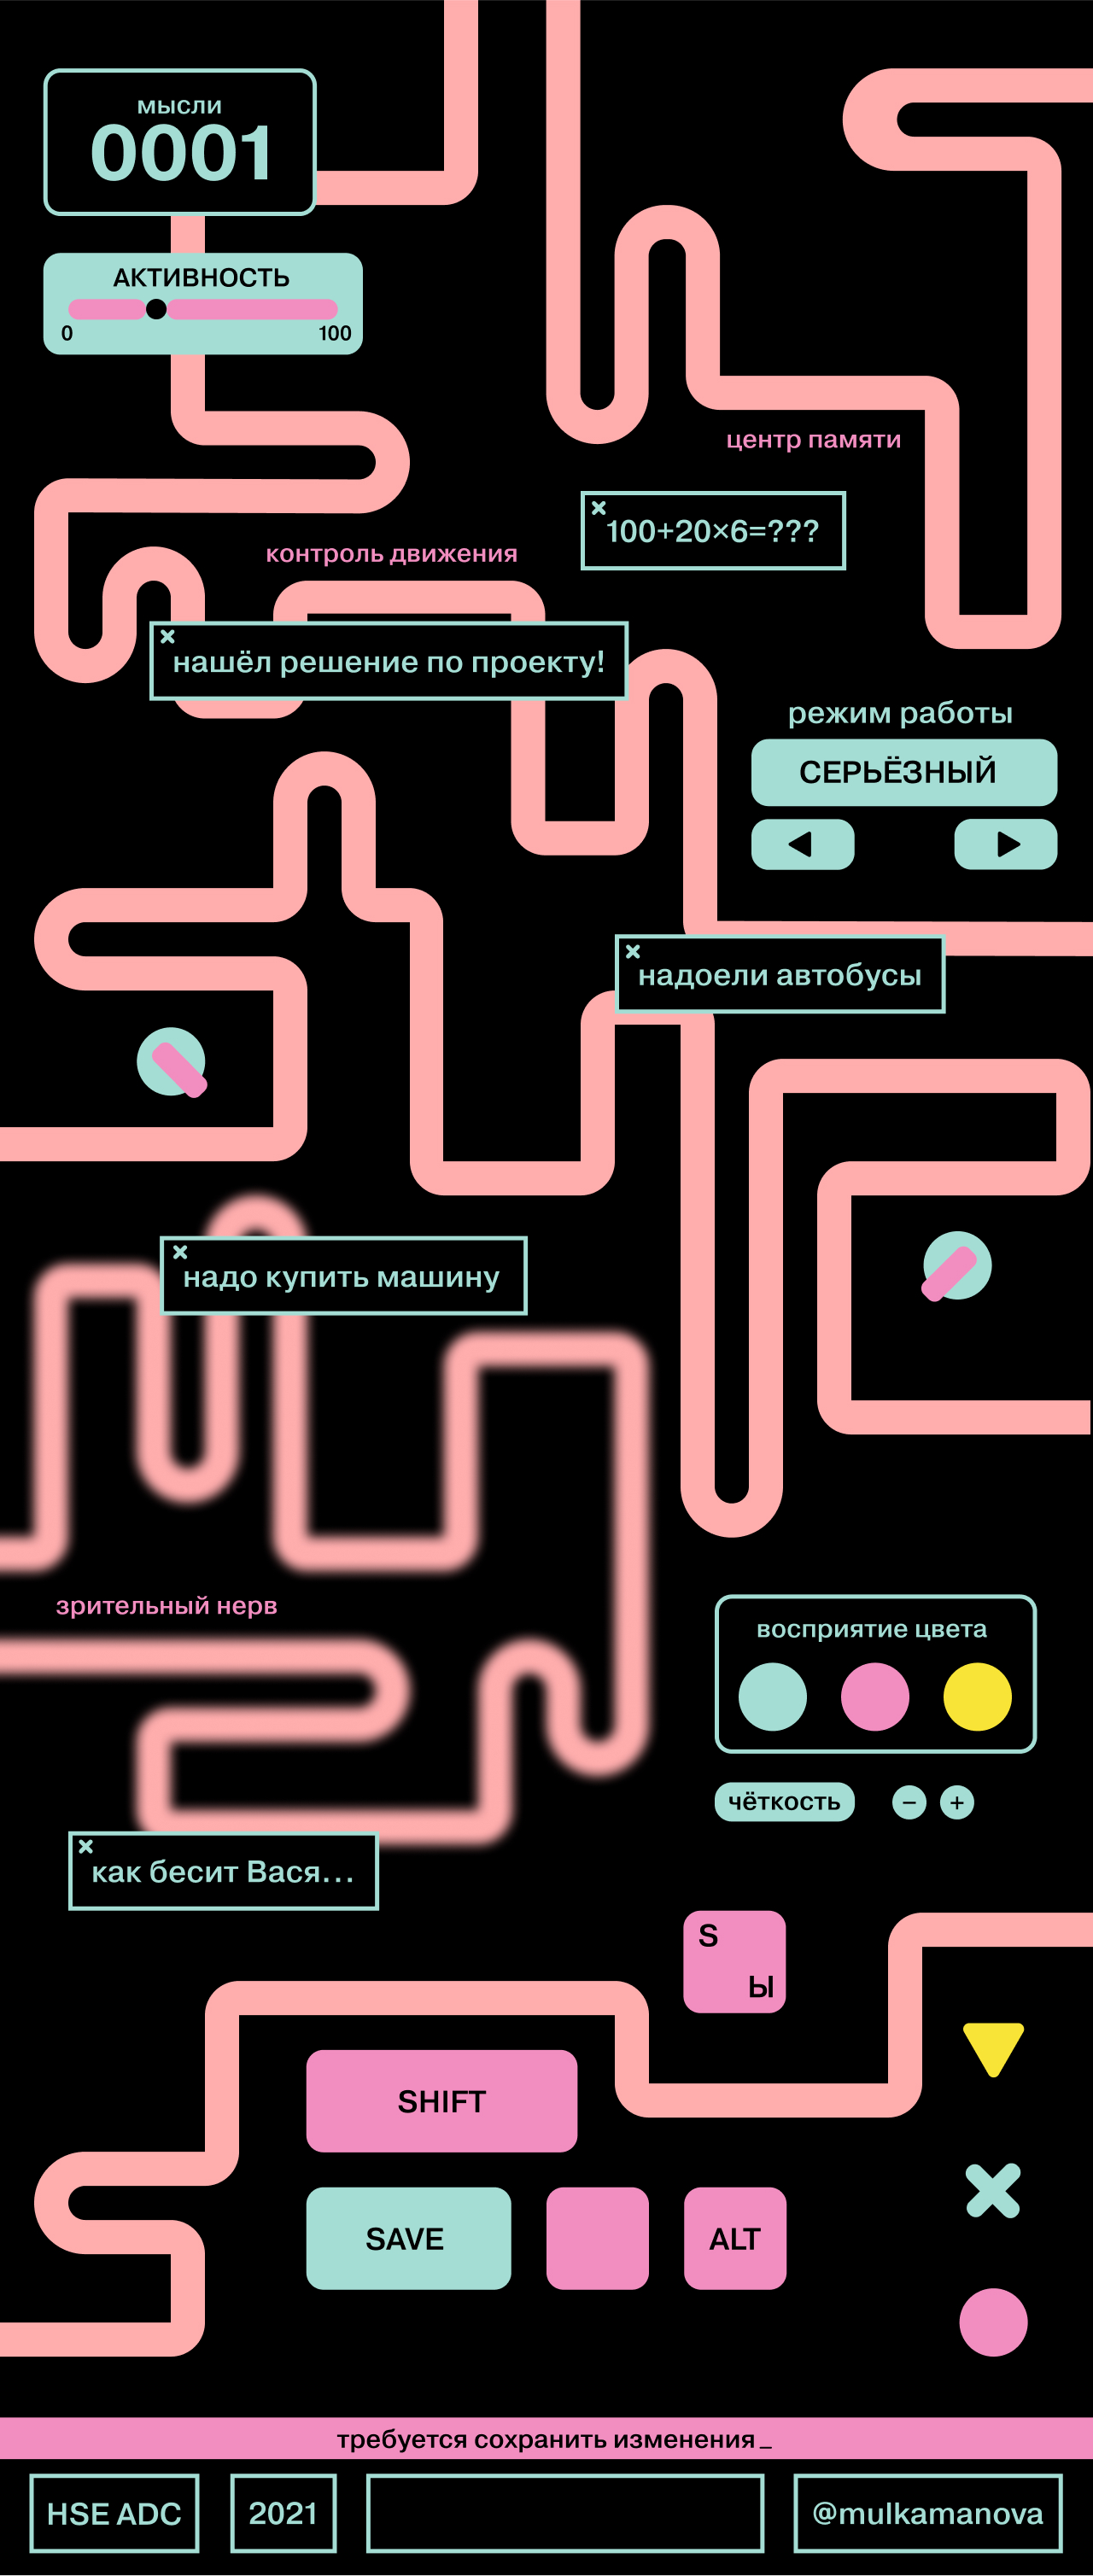 мысли
0001
АКТИВНОСТЬ
0
100
центр памяти
100+20×6=???
контроль движения
нашёл решение по проекту!
режим работы
СЕРЬЁЗНЫЙ
надоели автобусы
надо купить машину
зрительный нерв
восприятие цвета
чёткость
− +
как бесит Вася...
S
Ы
SHIFT
SAVE
ALT
требуется сохранить изменения_
HSE ADC
2021
@mulkamanova